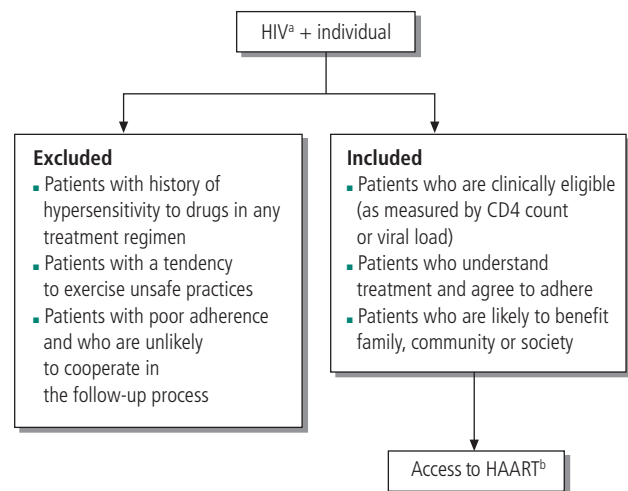 HIVᵃ + individual
Excluded
▪ Patients with history of
hypersensitivity to drugs in any
treatment regimen
▪ Patients with a tendency
to exercise unsafe practices
▪ Patients with poor adherence
and who are unlikely
to cooperate in
the follow-up process
Included
▪ Patients who are clinically eligible
(as measured by CD4 count
or viral load)
▪ Patients who understand
treatment and agree to adhere
▪ Patients who are likely to benefit
family, community or society
Access to HAARTᵇ